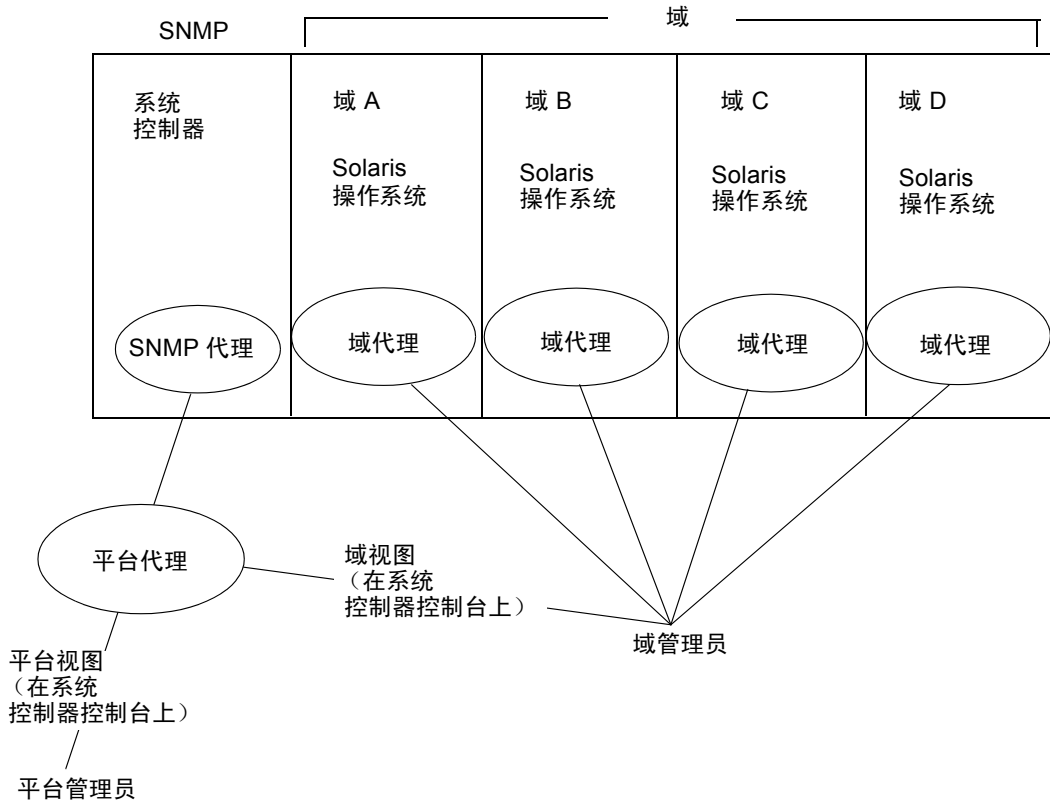 SNMP
域
系统
控制器
域 A
域 B
域 C
域 D
Solaris
操作系统
Solaris
操作系统
Solaris
操作系统
Solaris
操作系统
SNMP 代理
域代理
域代理
域代理
域代理
平台代理
域视图
（在系统
控制器控制台上）
域管理员
平台视图
（在系统
控制器控制台上）
平台管理员